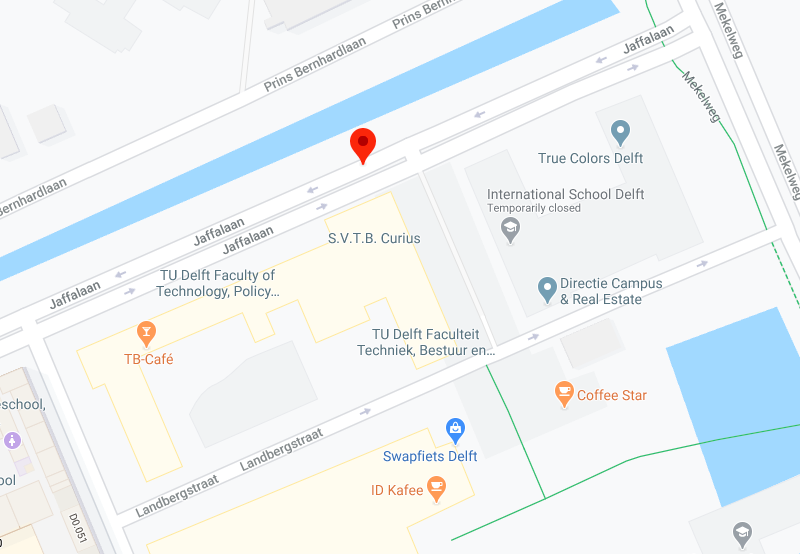 Prins Bernhardlaan
Prins Bernh
Jaffalaan
Mekelweg
Mekelweg
Mekelweg
Bernhardlaan
True Colors Delft
International School Delft
Temporarily closed
Jaffalaan
Jaffalaan
S.V.T.B. Curius
TU Delft Faculty of
Technology, Policy...
Directie Campus
& Real Estate
Jaffalaan
TB-Café
TU Delft Faculteit
Techniek, Bestuur en...
Coffee Star
eschool,
ool
Landbergstraat
Landbergstraat
Swapfiets Delft
ID Kafee
D0.051